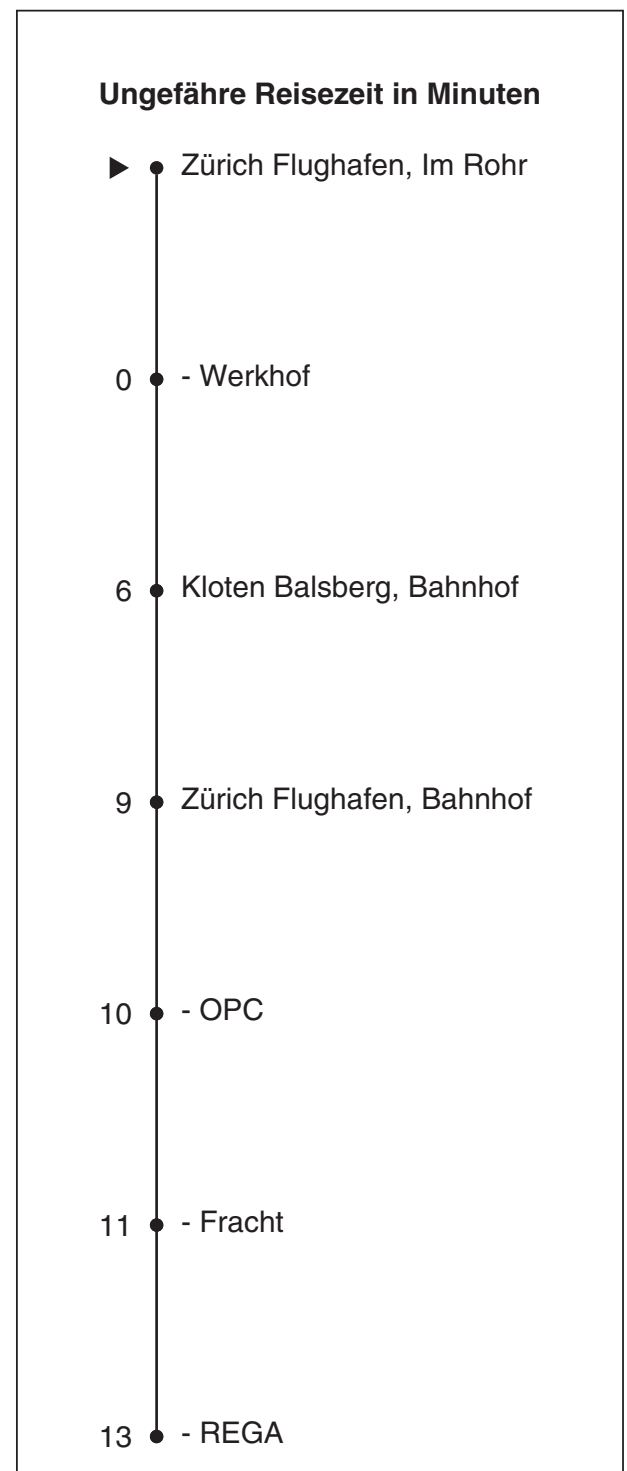 Ungefähre Reisezeit in Minuten
Zürich Flughafen, Im Rohr
0 - Werkhof
6 Kloten Balsberg, Bahnhof
9 Zürich Flughafen, Bahnhof
10 - OPC
11 - Fracht
13 - REGA